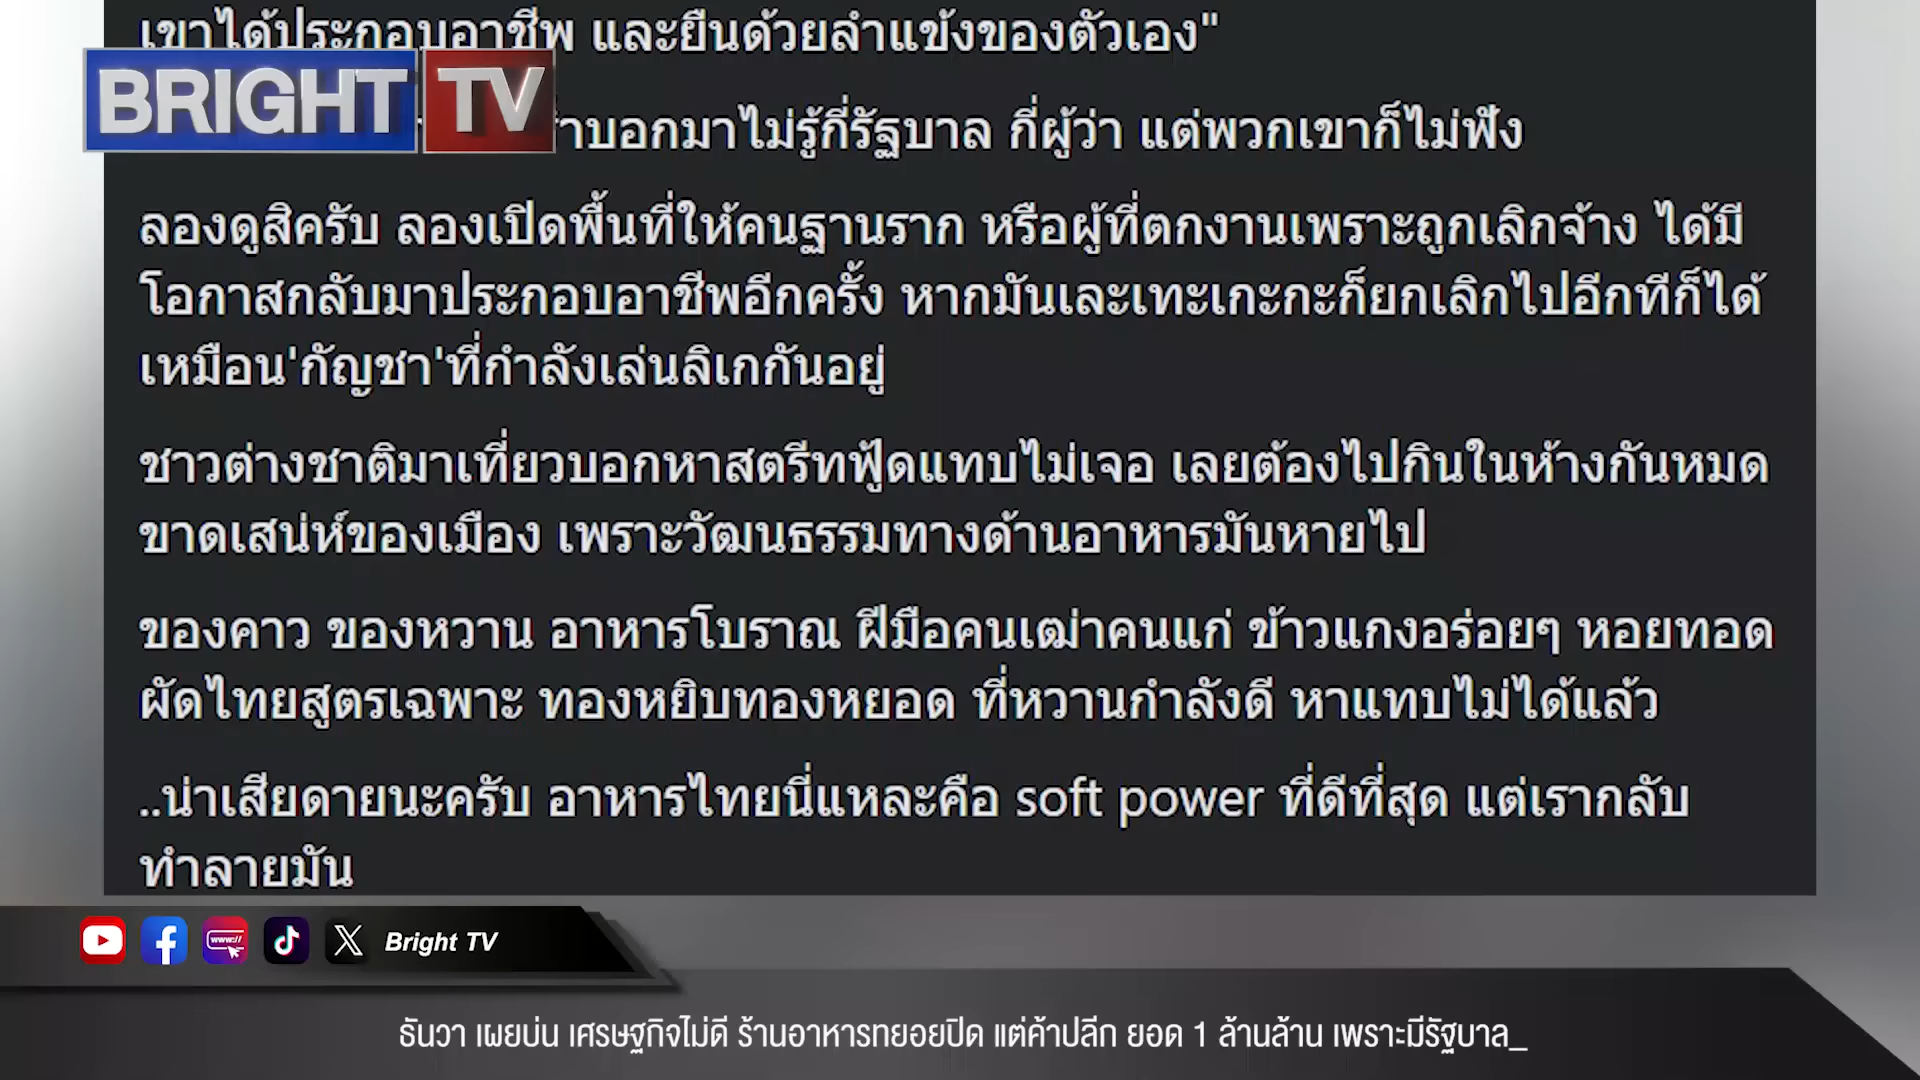 เขาได้ประกอบอาชีพ และยืนด้วยลำแข้งของตัวเอง"
BRIGHT TV
บอกมาไม่รู้กี่รัฐบาล กี่ผู้ว่า แต่พวกเขาก็ไม่ฟัง
ลองดูสิครับ ลองเปิดพื้นที่ให้คนฐานราก หรือผู้ที่ตกงานเพราะถูกเลิกจ้าง ได้มี
โอกาสกลับมาประกอบอาชีพอีกครั้ง หากมันเละเทะเกะกะก็ยกเลิกไปอีกทีก็ได้
เหมือน'กัญชา'ที่กำลังเล่นลิเกกันอยู่
ชาวต่างชาติมาเที่ยวบอกหาสตรีทฟู้ดแทบไม่เจอ เลยต้องไปกินในห้างกันหมด
ขาดเสน่ห์ของเมือง เพราะวัฒนธรรมทางด้านอาหารมันหายไป
ของคาว ของหวาน อาหารโบราณ ฝีมือคนเฒ่าคนแก่ ข้าวแกงอร่อยๆ หอยทอด
ผัดไทยสูตรเฉพาะ ทองหยิบทองหยอด ที่หวานกำลังดี หาแทบไม่ได้แล้ว
..น่าเสียดายนะครับ อาหารไทยนี่แหละคือ soft power ที่ดีที่สุด แต่เรากลับ
ทำลายมัน
www://
Bright TV
ธันวา เผยบ่น เศรษฐกิจไม่ดี ร้านอาหารทยอยปิด แต่ค้าปลีก ยอด 1 ล้านล้าน เพราะมีรัฐบาล_